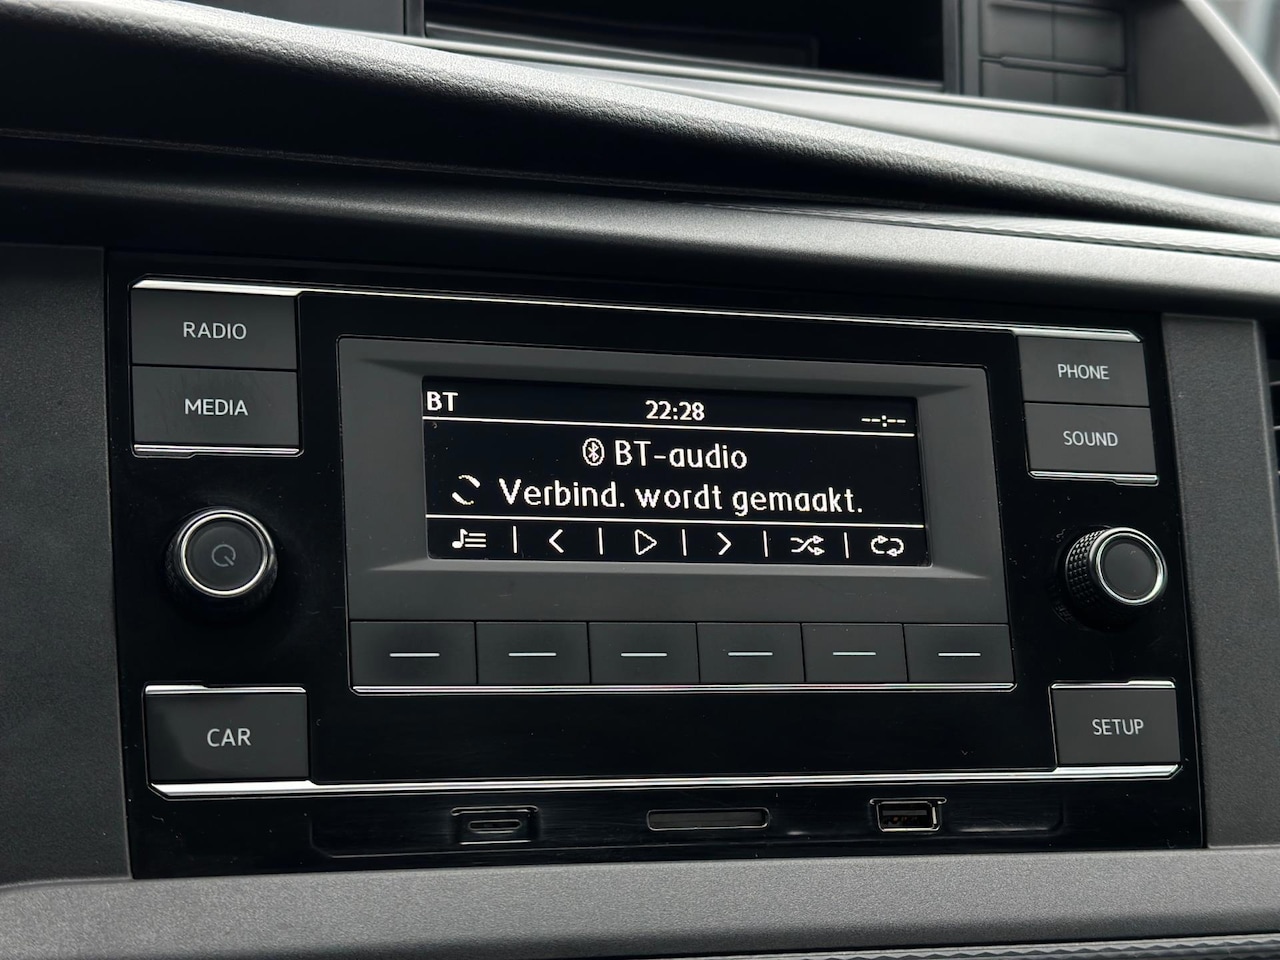 RADIO
MEDIA
PHONE
SOUND
BT 22:28 --:--
BT-audio
Verbind. wordt gemaakt.
CAR
SETUP